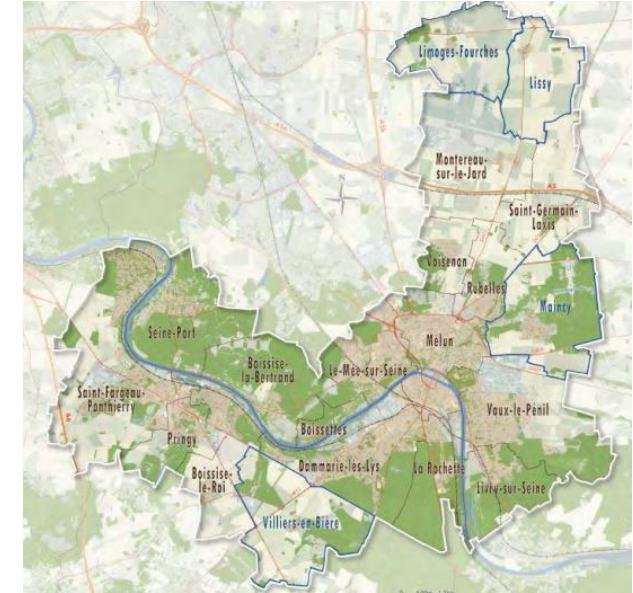 Limoges-Fourches
Lissy
Montereau-
sur-le-Jard
A5
Saint-Germain-
Laxis
Voisenon
Rubelles
Maincy
Seine-Port
Melun
Boissise-
la-Bertrand
Le-Mée-sur-Seine
Saint-Fargeau-
Ponthierry
Vaux-le-Pénil
Boissettes
Pringy
Boissise-
le-Roi
Dammarie-les-Lys
La Rochette
Livry-sur-Seine
Villiers-en-Bière